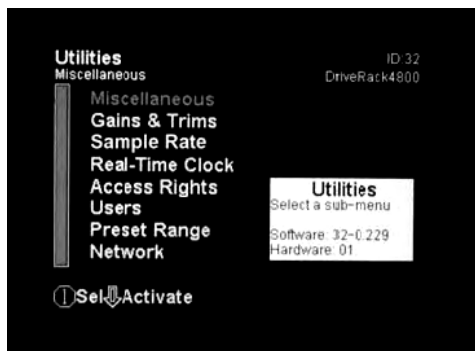 Utilities
ID:32
Miscellaneous
DriveRack4800
Miscellaneous
Gains & Trims
Sample Rate
Real-Time Clock
Access Rights
Users
Preset Range
Network
Utilities
Select a sub-menu
Software: 32-0.229
Hardware: 01
Sel Activate